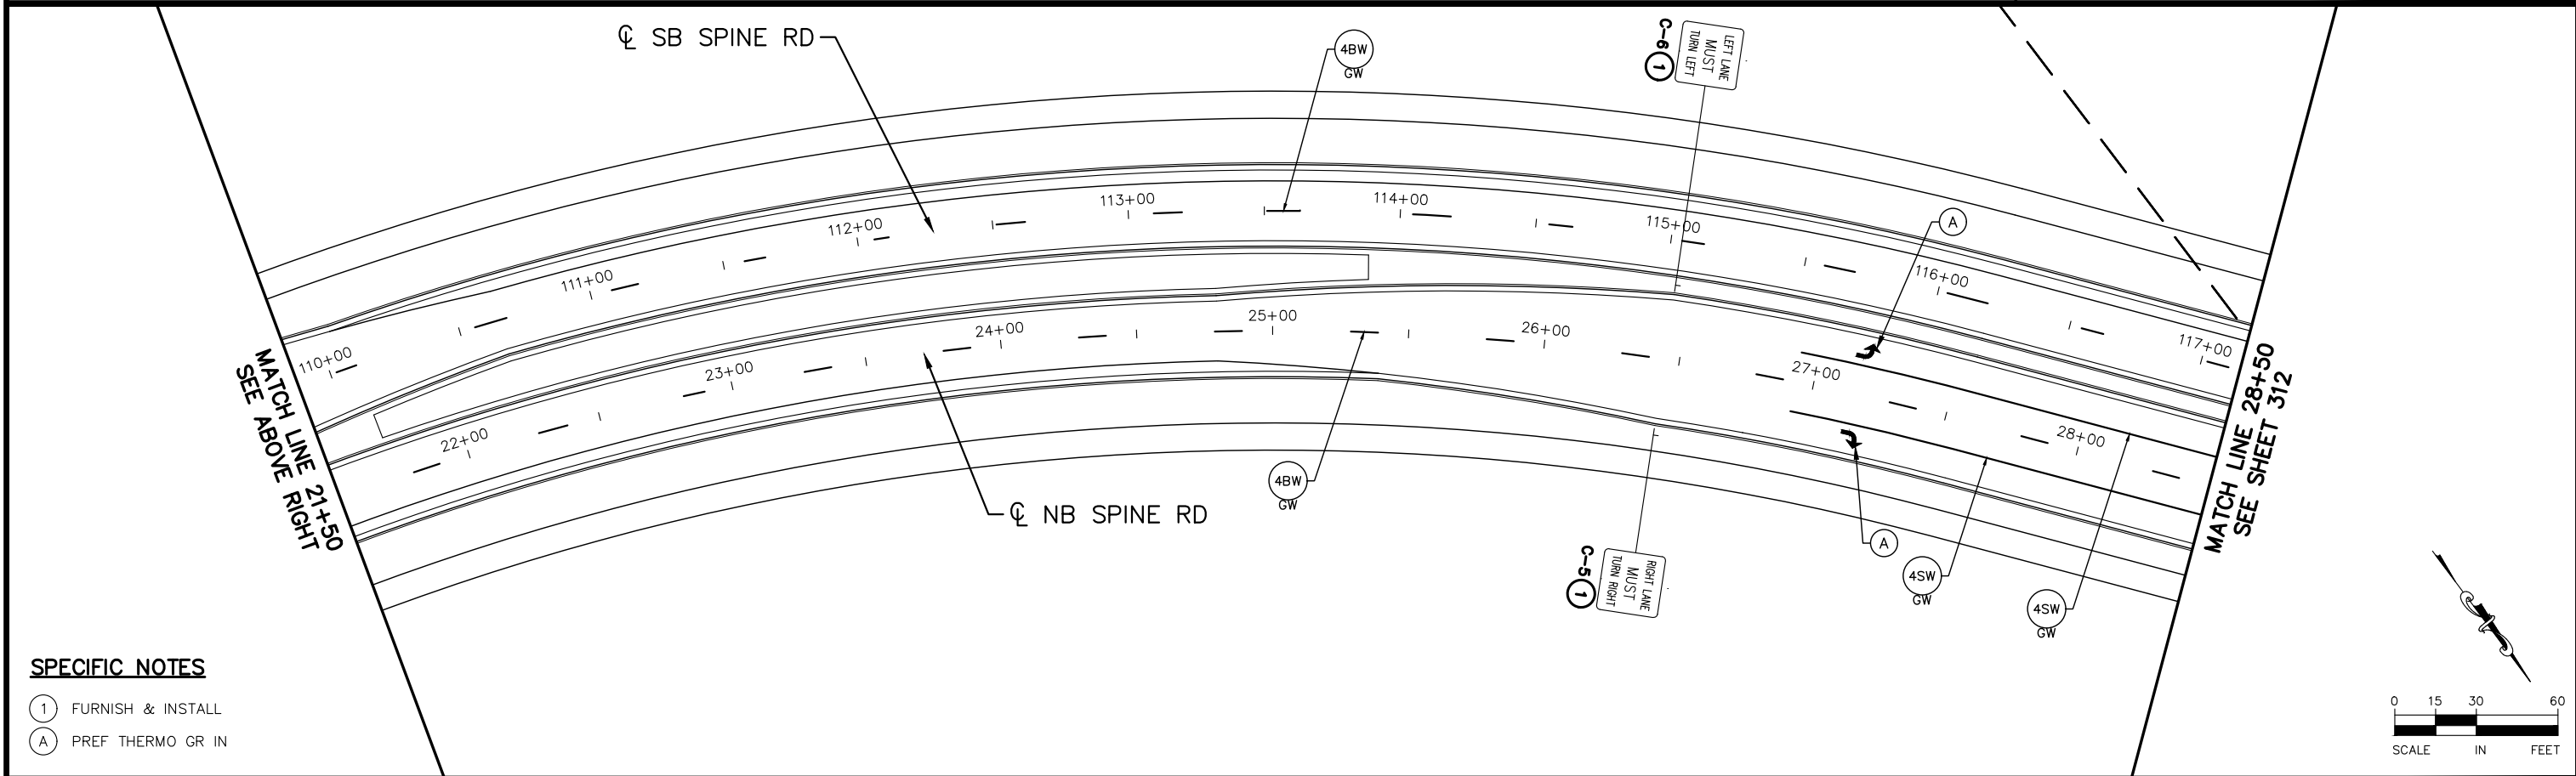 ℄ SB SPINE RD
4BW
GW
C-6 1
LEFT LANE
MUST
TURN LEFT
A
110+00
111+00
112+00
113+00
114+00
115+00
116+00
117+00
MATCH LINE 21+50
SEE ABOVE RIGHT
22+00
23+00
24+00
25+00
26+00
27+00
28+00
MATCH LINE 28+50
SEE SHEET 312
4BW
GW
℄ NB SPINE RD
C-5 1
RIGHT LANE
MUST
TURN RIGHT
A
4SW
GW
4SW
GW
SPECIFIC NOTES
1 FURNISH & INSTALL
A PREF THERMO GR IN
0 15 30 60
SCALE IN FEET